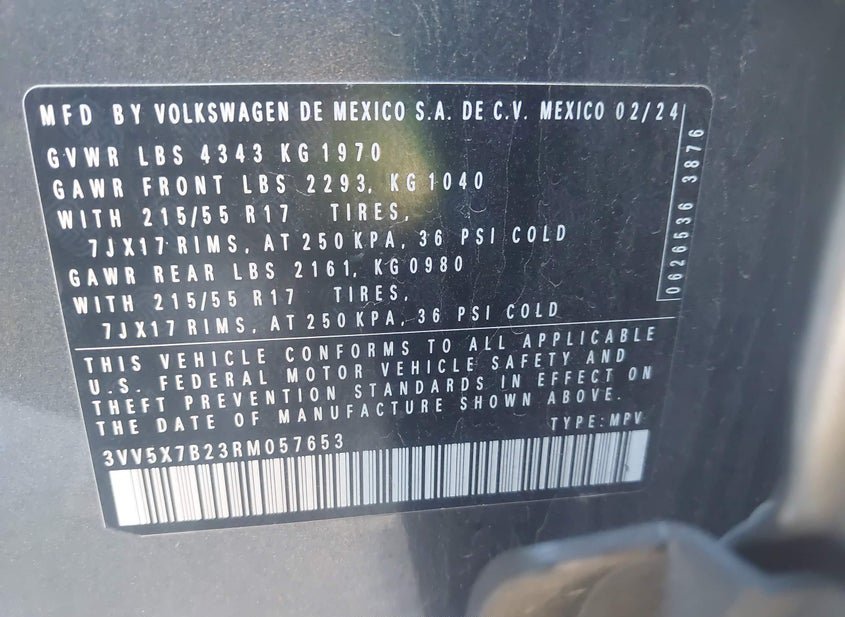 MFD BY VOLKSWAGEN DE MEXICO S.A. DE C.V. MEXICO 02/24
GVWR LBS 4343 KG 1970
GAWR FRONT LBS 2293, KG 1040
WITH 215/55 R17 TIRES,
7JX17 RIMS, AT 250 KPA, 36 PSI COLD
GAWR REAR LBS 2161, KG 0980
WITH 215/55 R17 TIRES,
7JX17 RIMS, AT 250 KPA, 36 PSI COLD
0626536 3876
THIS VEHICLE CONFORMS TO ALL APPLICABLE
U.S. FEDERAL MOTOR VEHICLE SAFETY AND
THEFT PREVENTION STANDARDS IN EFFECT ON
THE DATE OF MANUFACTURE SHOWN ABOVE.
TYPE: MPV
3VV5X7B23RM057653